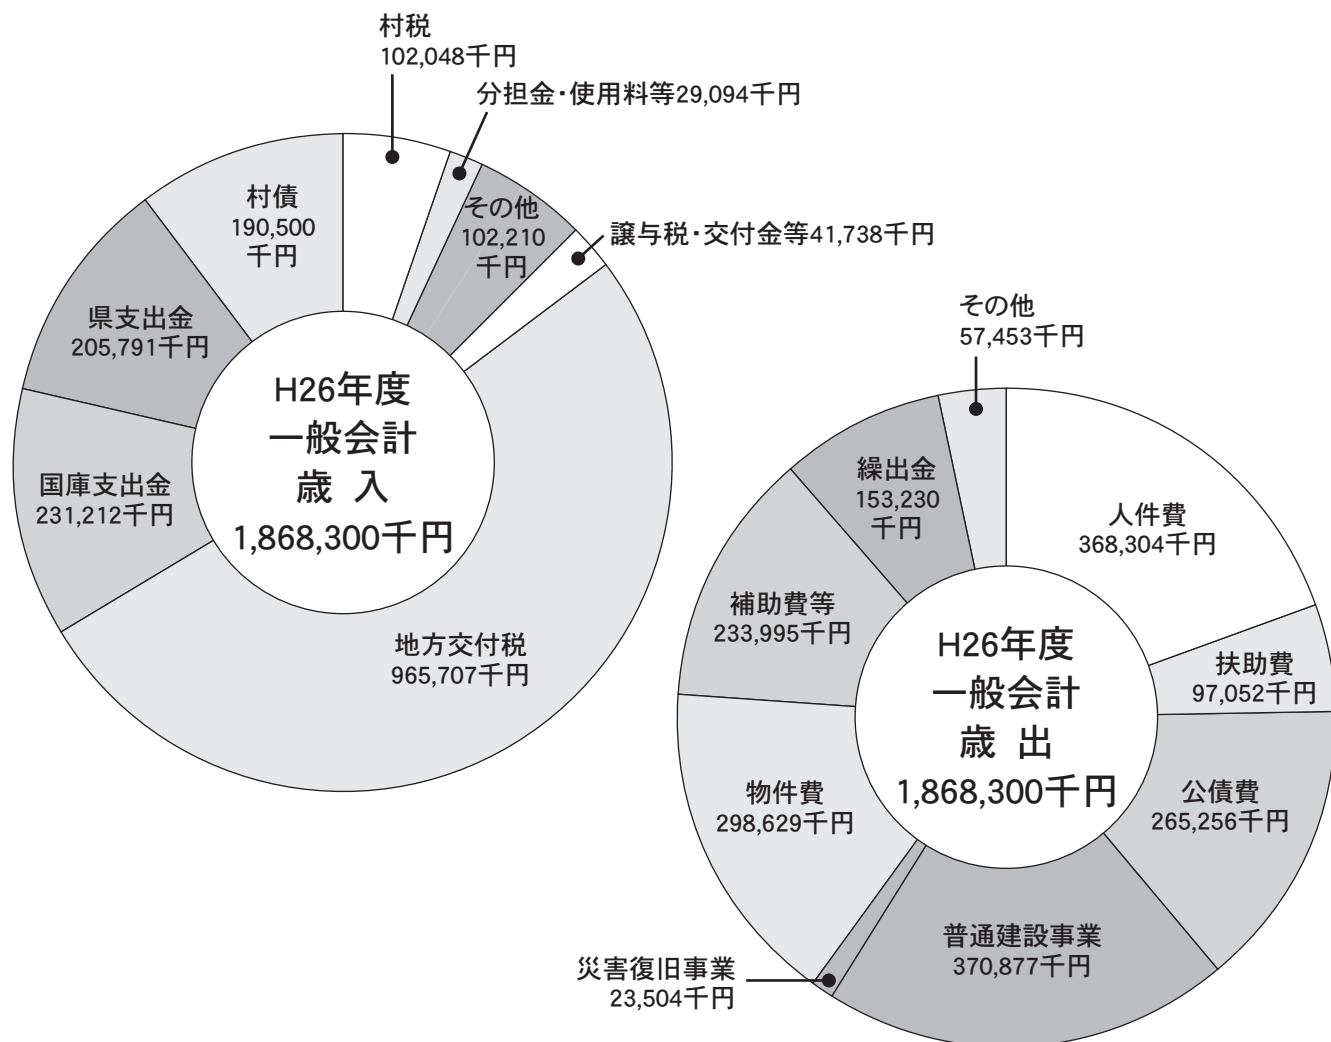 村税
102,048千円
分担金・使用料等29,094千円
その他
102,210
千円
譲与税・交付金等41,738千円
村債
190,500
千円
県支出金
205,791千円
国庫支出金
231,212千円
地方交付税
965,707千円
H26年度
一般会計
歳 入
1,868,300千円
その他
57,453千円
繰出金
153,230
千円
人件費
368,304千円
補助費等
233,995千円
扶助費
97,052千円
物件費
298,629千円
公債費
265,256千円
普通建設事業
370,877千円
災害復旧事業
23,504千円
H26年度
一般会計
歳 出
1,868,300千円